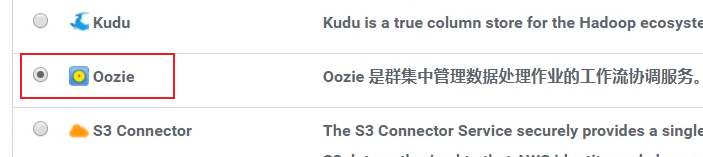 Kudu
Kudu is a true column store for the Hadoop ecosyste
Oozie
Oozie 是群集中管理数据处理作业的工作流协调服务。
S3 Connector
The S3 Connector Service securely provides a single